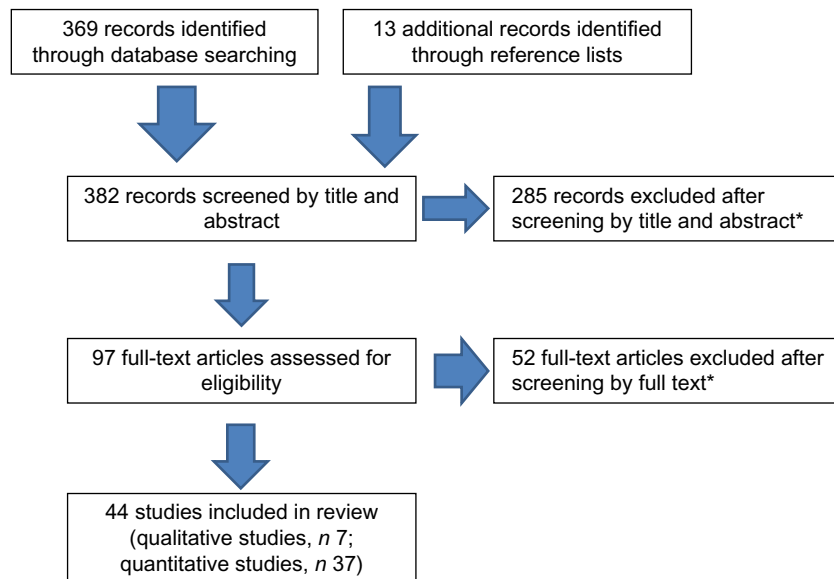 369 records identified
through database searching
13 additional records identified
through reference lists
382 records screened by title and
abstract
285 records excluded after
screening by title and abstract*
97 full-text articles assessed for
eligibility
52 full-text articles excluded after
screening by full text*
44 studies included in review
(qualitative studies, n 7;
quantitative studies, n 37)